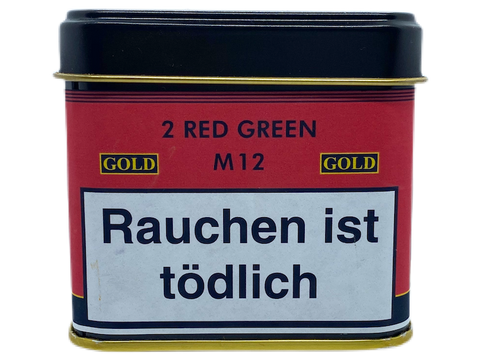 2 RED GREEN
GOLD M12 GOLD
Rauchen ist
tödlich